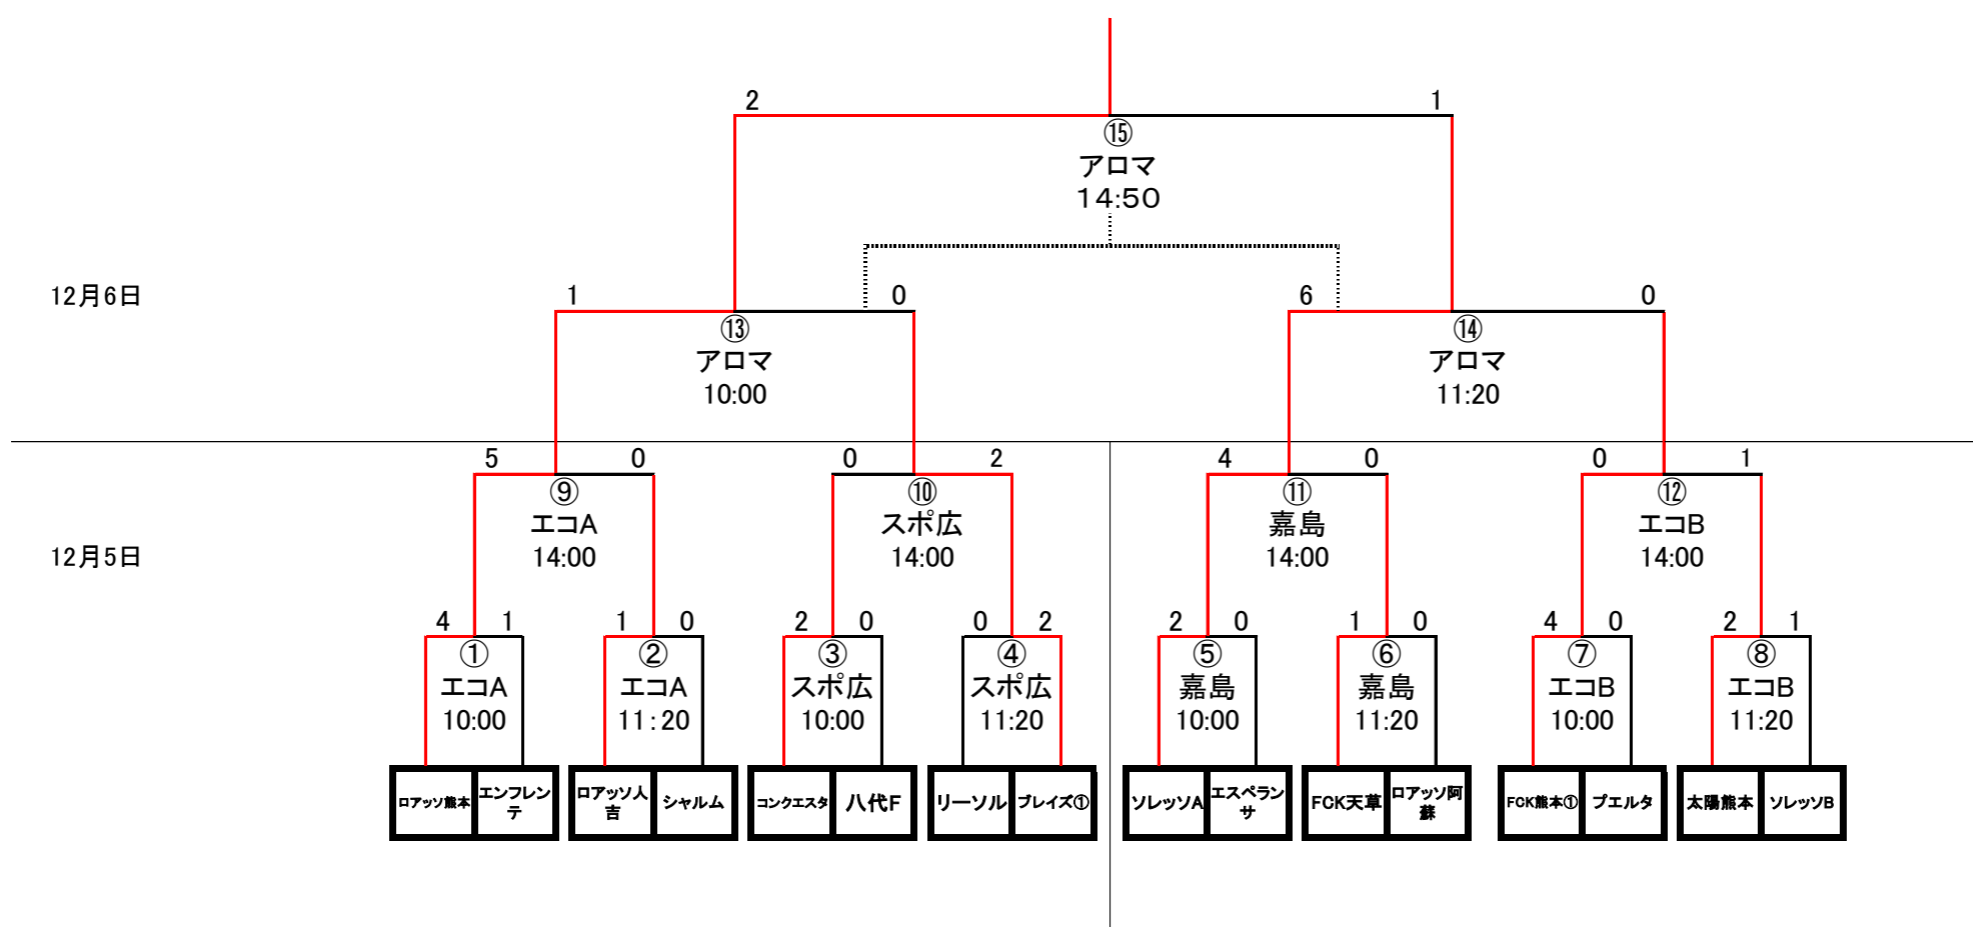 2 1
⑮
アロマ
14:50
12月6日
1 0 6 0
⑬ ⑭
アロマ アロマ
10:00 11:20
5 0 0 2 4 0 0 1
⑨ ⑩ ⑪ ⑫
エコA スポ広 嘉島 エコB
14:00 14:00 14:00 14:00
12月5日
4 1 1 0 2 0 0 2 2 0 1 0 4 0 2 1
① ② ③ ④ ⑤ ⑥ ⑦ ⑧
エコA エコA スポ広 スポ広 嘉島 嘉島 エコB エコB
10:00 11:20 10:00 11:20 10:00 11:20 10:00 11:20
ロアッソ熊本
エンフレン
テ
ロアッソ人
吉
シャルム
コンクエスタ
八代F
リーソル
ブレイズ①
ソレッソA
エスペラン
サ
FCK天草
ロアッソ阿
蘇
FCK熊本①
プエルタ
太陽熊本
ソレッソB